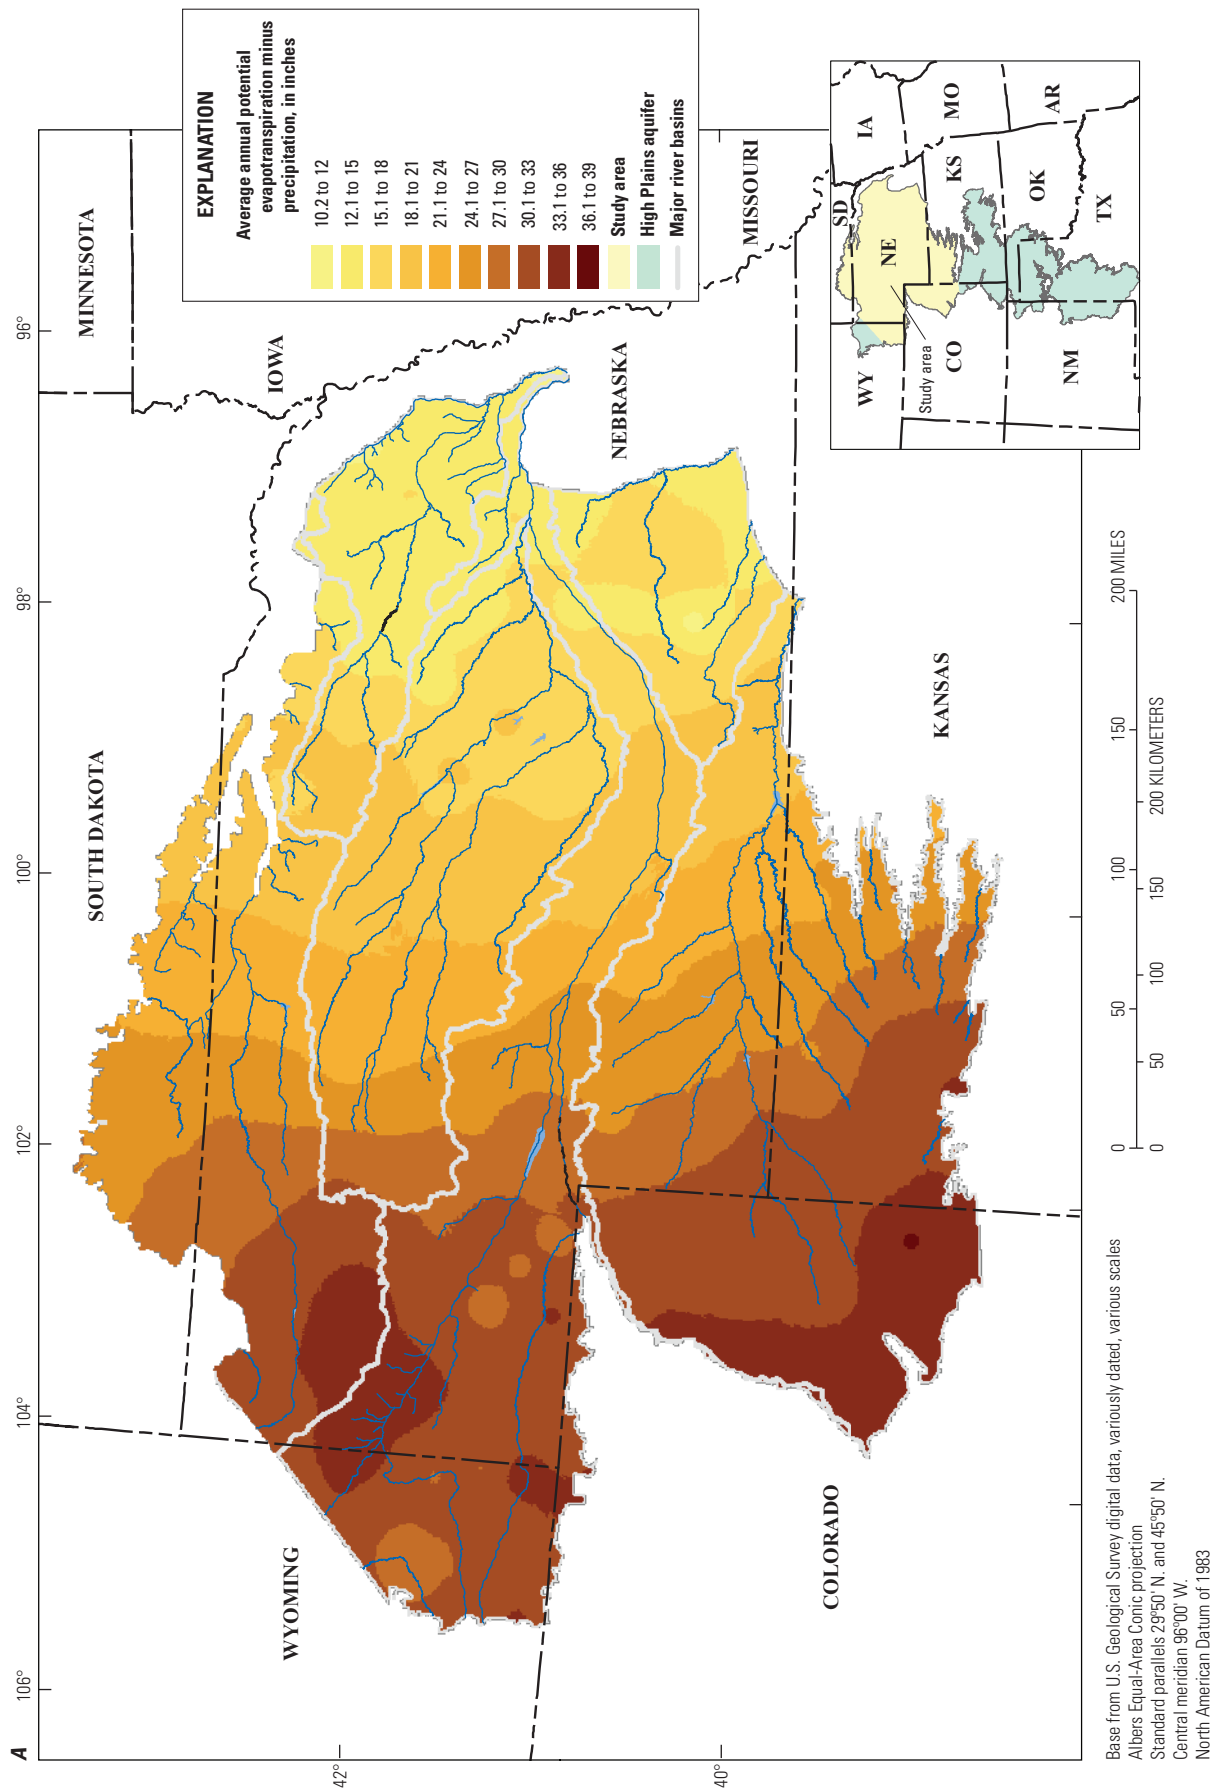 A
106°
104°
102°
100°
98°
96°
42°
40°
SOUTH DAKOTA
MINNESOTA
IOWA
WYOMING
NEBRASKA
MISSOURI
COLORADO
KANSAS
EXPLANATION
Average annual potential
evapotranspiration minus
precipitation, in inches
10.2 to 12
12.1 to 15
15.1 to 18
18.1 to 21
21.1 to 24
24.1 to 27
27.1 to 30
30.1 to 33
33.1 to 36
36.1 to 39
Study area
High Plains aquifer
Major river basins
SD
IA
WY
NE
MO
Study area
CO
KS
OK
AR
NM
TX
0 50 100 150 200 MILES
0 50 100 150 200 KILOMETERS
Base from U.S. Geological Survey digital data, variously dated, various scales
Albers Equal-Area Conic projection
Standard parallels 29°50' N. and 45°50' N.
Central meridian 96°00' W.
North American Datum of 1983